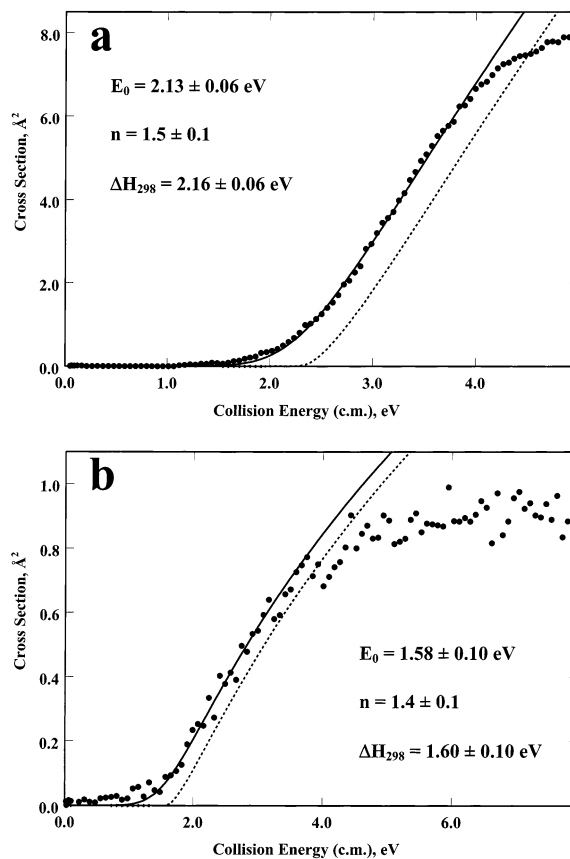 a
8.0
6.0
4.0
2.0
0.0
Cross Section, Å²
E₀ = 2.13 ± 0.06 eV
n = 1.5 ± 0.1
ΔH₂₉₈ = 2.16 ± 0.06 eV
0.0 1.0 2.0 3.0 4.0
Collision Energy (c.m.), eV
b
1.0
0.8
0.6
0.4
0.2
0.0
Cross Section, Å²
E₀ = 1.58 ± 0.10 eV
n = 1.4 ± 0.1
ΔH₂₉₈ = 1.60 ± 0.10 eV
0.0 2.0 4.0 6.0
Collision Energy (c.m.), eV